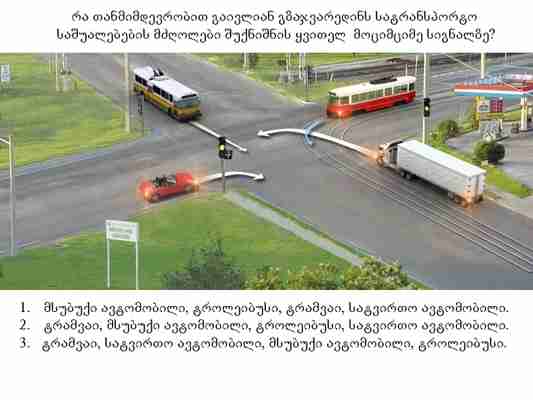 რა თანმიმდევრობით გაივლიან გზაჯვარედინს სატრანსპორტო
საშუალებების მძღოლები შუქნიშნის ყვითელ მოციმციმე სიგნალზე?
1. მსუბუქი ავტომობილი, ტროლეიბუსი, ტრამვაი, სატვირთო ავტომობილი.
2. ტრამვაი, მსუბუქი ავტომობილი, ტროლეიბუსი, სატვირთო ავტომობილი.
3. ტრამვაი, სატვირთო ავტომობილი, მსუბუქი ავტომობილი, ტროლეიბუსი.